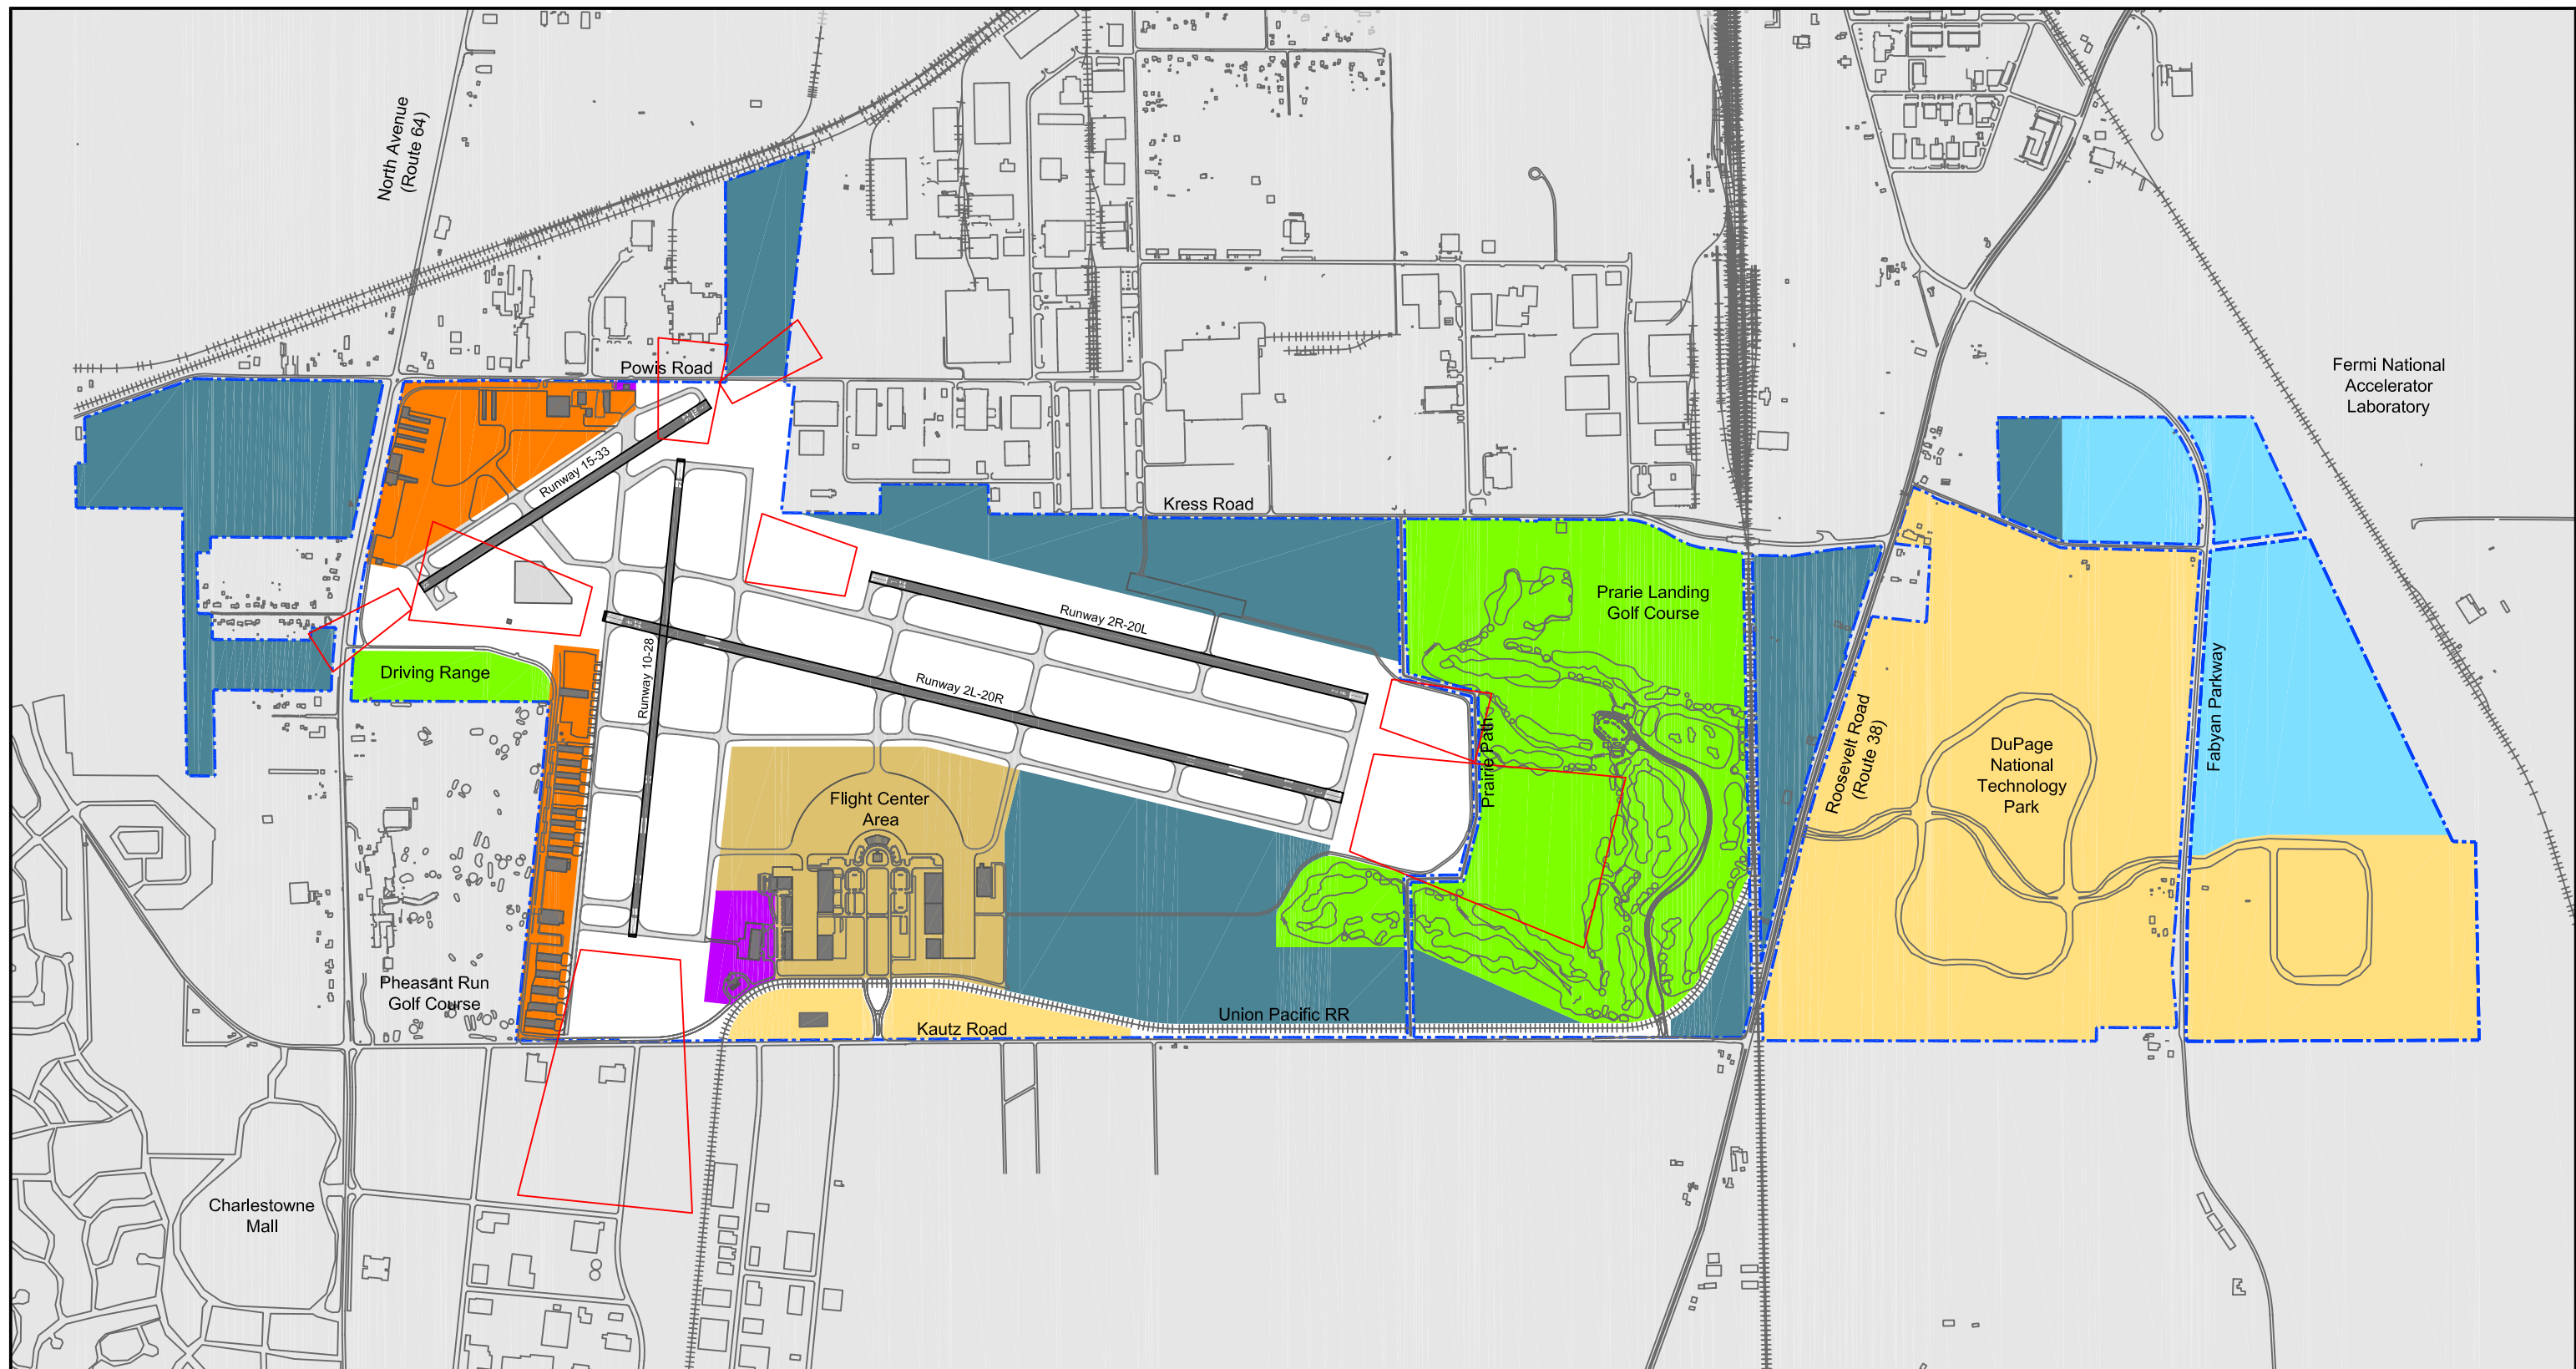 North Avenue
(Route 64)
Powis Road
Fermi National
Accelerator
Laboratory
Runway 15-33
Kress Road
Prarie Landing
Golf Course
Runway 2R-20L
Driving Range
Runway 10-28
Runway 2L-20R
Prairie Path
Roosevelt Road
(Route 38)
Fabyan Parkway
DuPage
National
Technology
Park
Flight Center
Area
Pheasant Run
Golf Course
Kautz Road
Union Pacific RR
Charlestowne
Mall